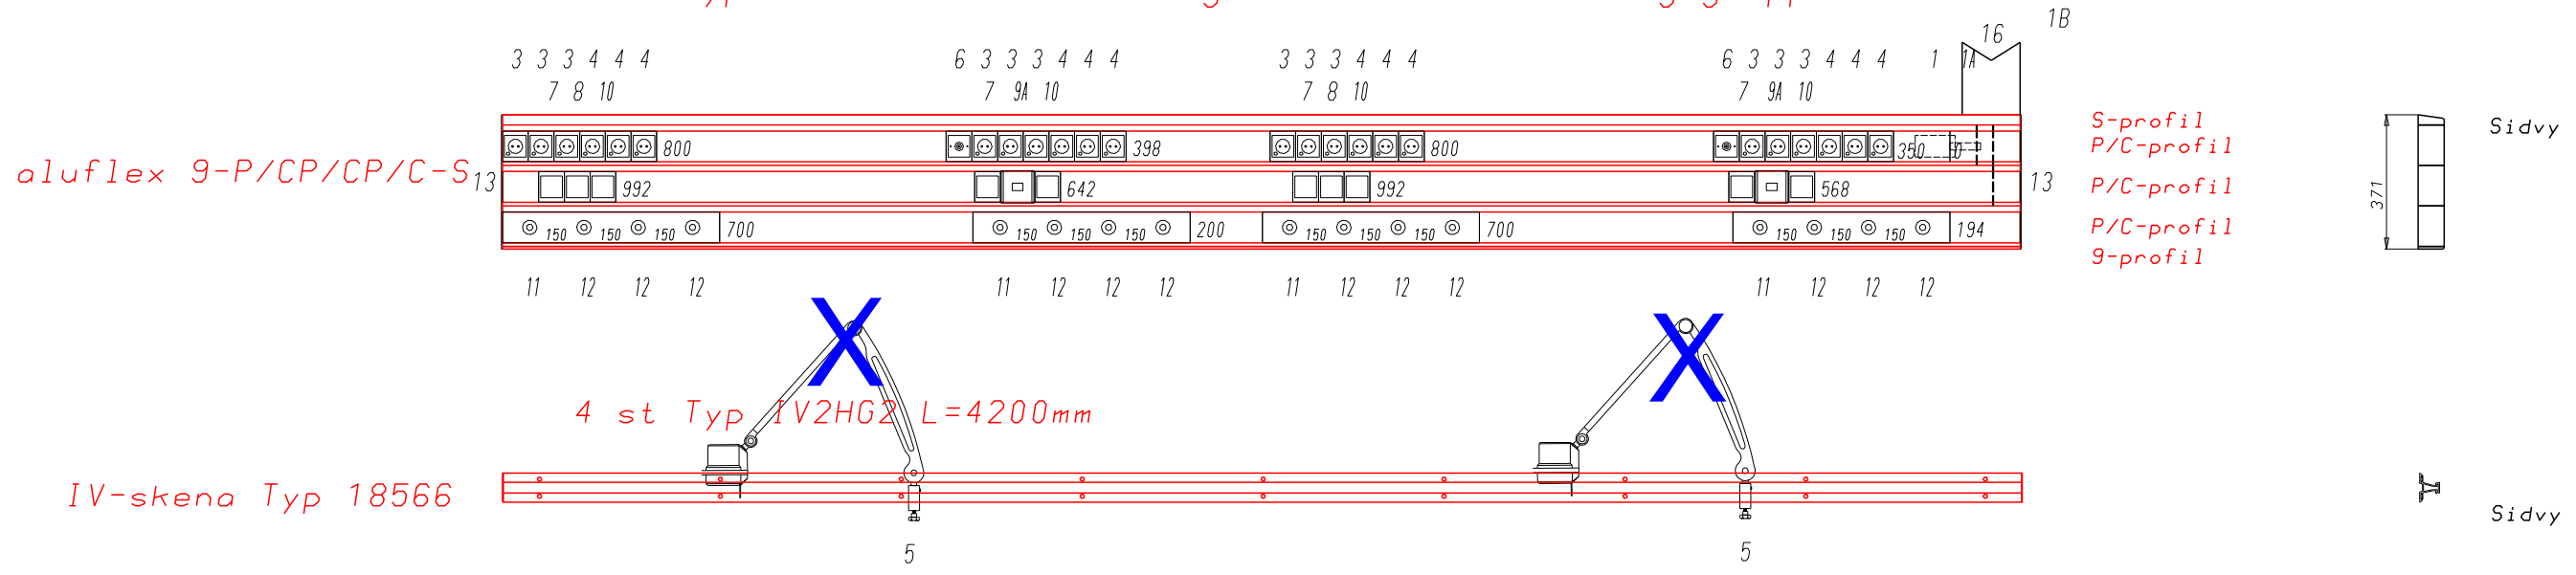 16 1B
3 3 3 4 4 4 6 3 3 3 4 4 4 3 3 3 4 4 4 6 3 3 3 4 4 4 1 1A
7 8 10 7 9A 10 7 8 10 7 9A 10
S-profil
Sidvy
800 398 800 350 0 P/C-profil
aluflex 9-P/CP/CP/C-S 13 992 642 992 568 13 P/C-profil 371
150 150 150 700 150 150 150 200 150 150 150 700 150 150 150 194 P/C-profil
9-profil
11 12 12 12 11 12 12 12 11 12 12 12 11 12 12 12
X X
4 st Typ IV2HG2 L=4200mm
IV-skena Typ 18566
Sidvy
5 5